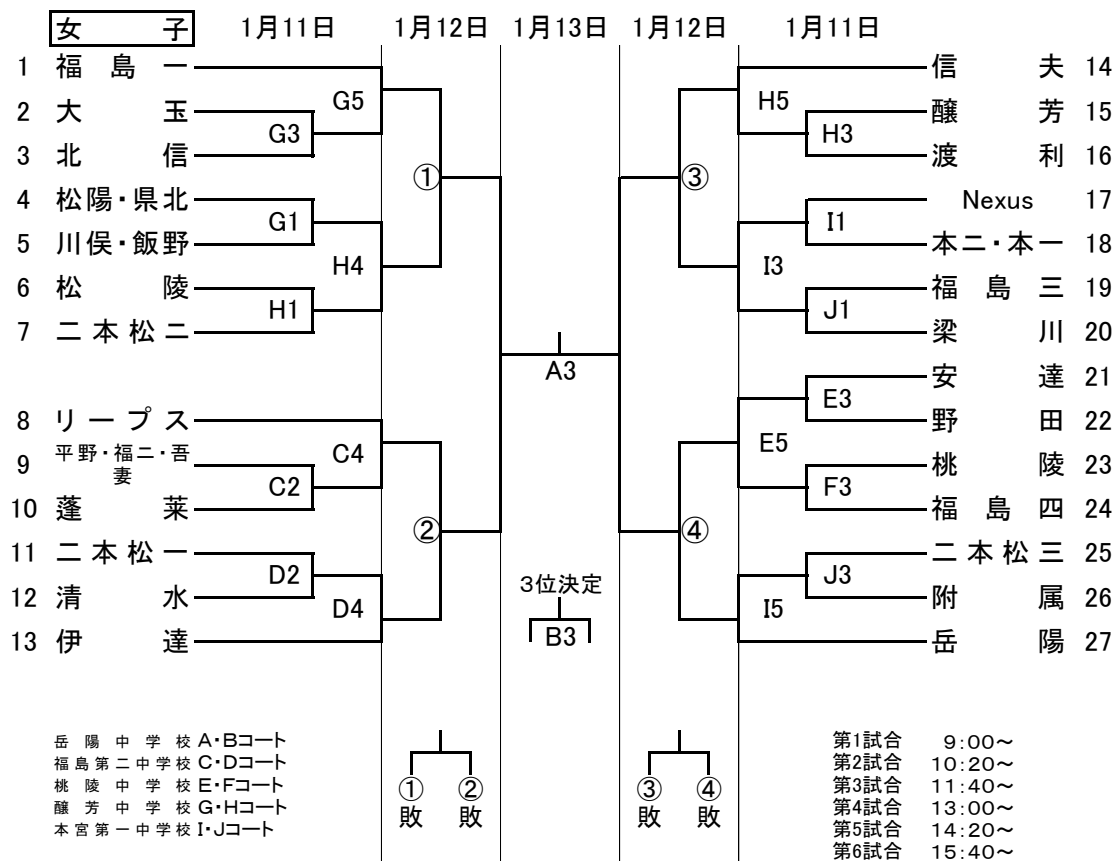 女 子 1月11日 1月12日 1月13日 1月12日 1月11日
1 福島一
2 大玉
3 北信
4 松陽・県北
5 川俣・飯野
6 松陵
7 二本松二
8 リープス
9 平野・福二・吾
妻
10 蓬莱
11 二本松一
12 清水
13 伊達
G5
G3
G1
H4
H1
C4
C2
D2
D4
①
②
A3
3位決定
B3
③
④
H5
H3
I1
I3
J1
E3
E5
F3
J3
I5
信夫 14
醸芳 15
渡利 16
Nexus 17
本二・本一 18
福島三 19
梁川 20
安達 21
野田 22
桃陵 23
福島四 24
二本松三 25
附属 26
岳陽 27
岳陽中学校 A・Bコート
福島第二中学校 C・Dコート
桃陵中学校 E・Fコート
醸芳中学校 G・Hコート
本宮第一中学校 I・Jコート
① ②
敗 敗
③ ④
敗 敗
第1試合 9:00～
第2試合 10:20～
第3試合 11:40～
第4試合 13:00～
第5試合 14:20～
第6試合 15:40～